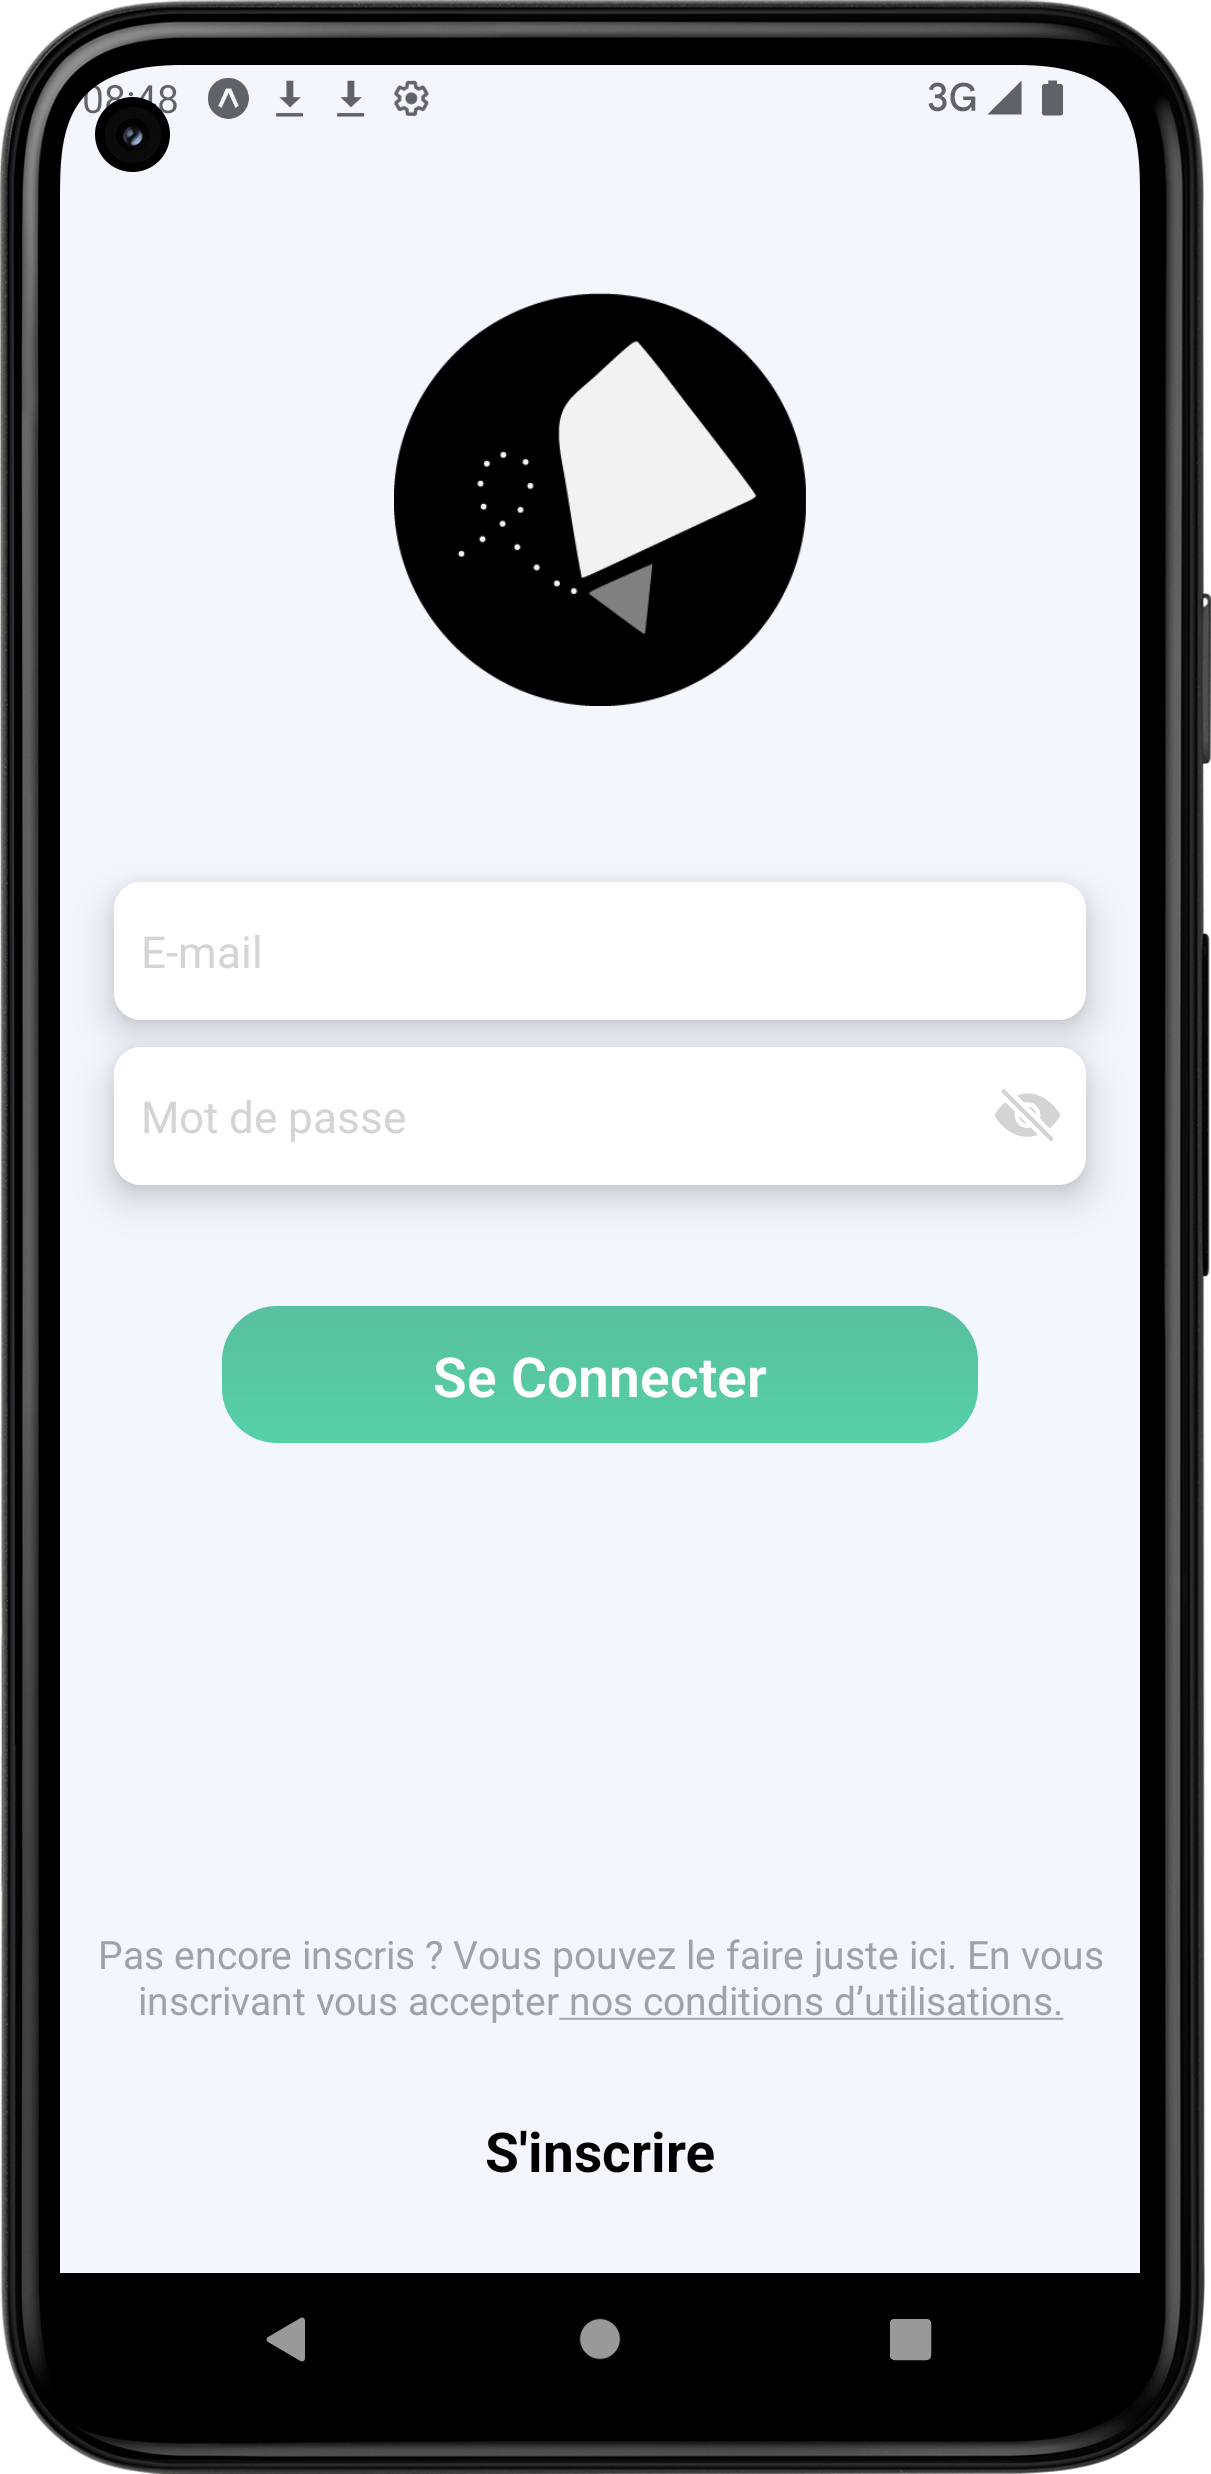 08:48 3G
E-mail
Mot de passe
Se Connecter
Pas encore inscris ? Vous pouvez le faire juste ici. En vous
inscrivant vous accepter nos conditions d’utilisations.
S'inscrire